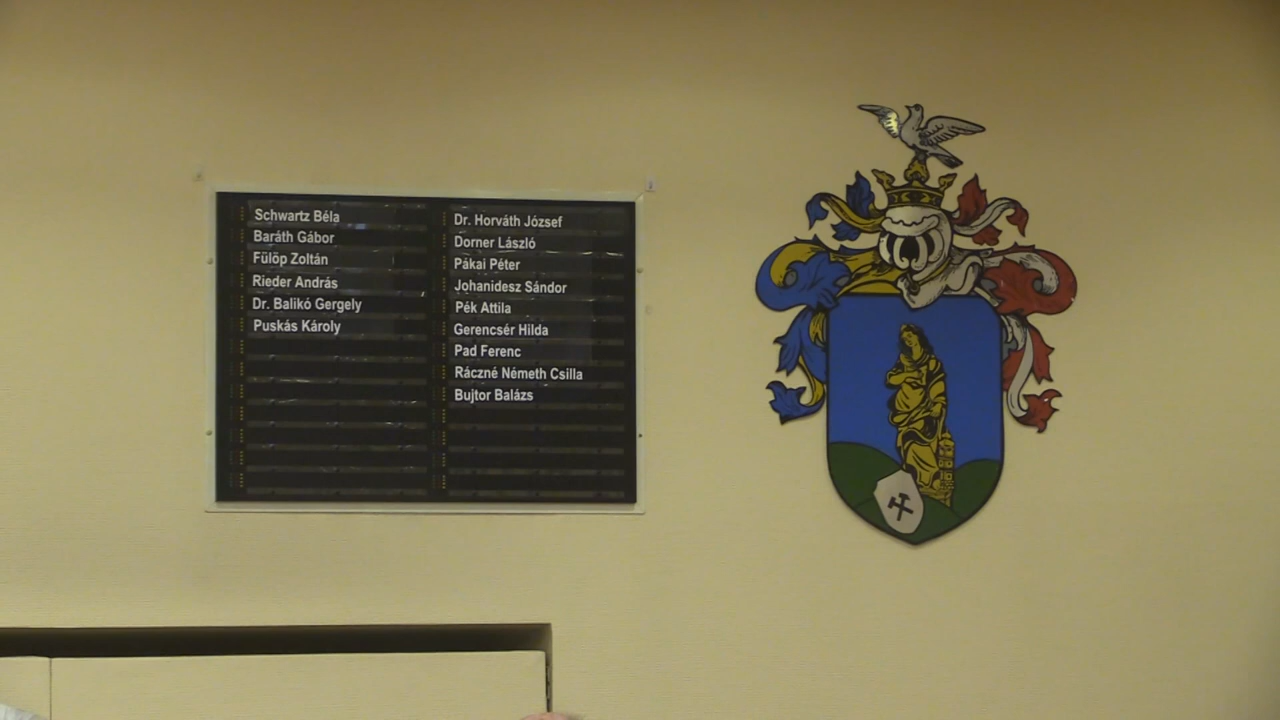 Schwartz Béla
Baráth Gábor
Fülöp Zoltán
Rieder András
Dr. Balikó Gergely
Puskás Károly
Dr. Horváth József
Dorner László
Pákai Péter
Johanidesz Sándor
Pék Attila
Gerencsér Hilda
Pad Ferenc
Ráczné Németh Csilla
Bujtor Balázs